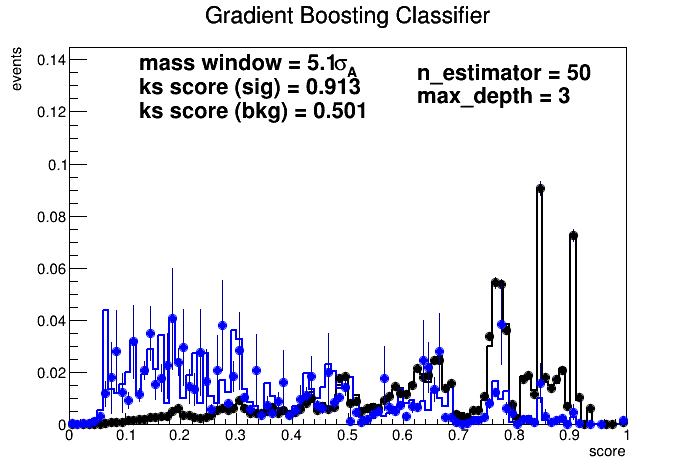 Gradient Boosting Classifier
events
mass window = 5.1σA
ks score (sig) = 0.913
ks score (bkg) = 0.501
n_estimator = 50
max_depth = 3
0.14
0.12
0.1
0.08
0.06
0.04
0.02
0
0 0.1 0.2 0.3 0.4 0.5 0.6 0.7 0.8 0.9 1
score